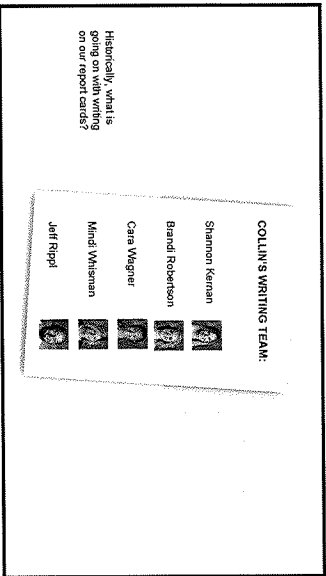 Historically, what is
going on with writing
on our report cards?
COLLIN'S WRITING TEAM:
Shannon Kernan
Brandi Robertson
Cara Wagner
Mindi Whisman
Jeff Rippl